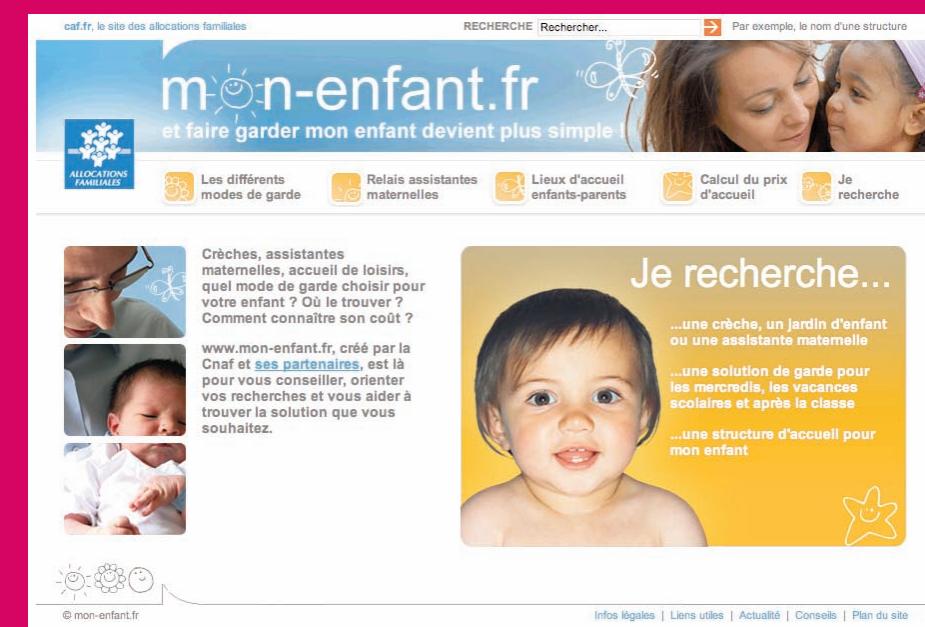 caf.fr, le site des allocations familiales
RECHERCHE Rechercher... Par exemple, le nom d'une structure
mon-enfant.fr
et faire garder mon enfant devient plus simple !
ALLOCATIONS
FAMILIALES
Les différents
modes de garde
Relais assistantes
maternelles
Lieux d'accueil
enfants-parents
Calcul du prix
d'accueil
Je
recherche
Crèches, assistantes
maternelles, accueil de loisirs,
quel mode de garde choisir pour
votre enfant ? Où le trouver ?
Comment connaître son coût ?
www.mon-enfant.fr, créé par la
Cnaf et ses partenaires, est là
pour vous conseiller, orienter
vos recherches et vous aider à
trouver la solution que vous
souhaitez.
Je recherche...
...une crèche, un jardin d'enfant
ou une assistante maternelle
...une solution de garde pour
les mercredis, les vacances
scolaires et après la classe
...une structure d'accueil pour
mon enfant
© mon-enfant.fr
Infos légales | Liens utiles | Actualité | Conseils | Plan du site